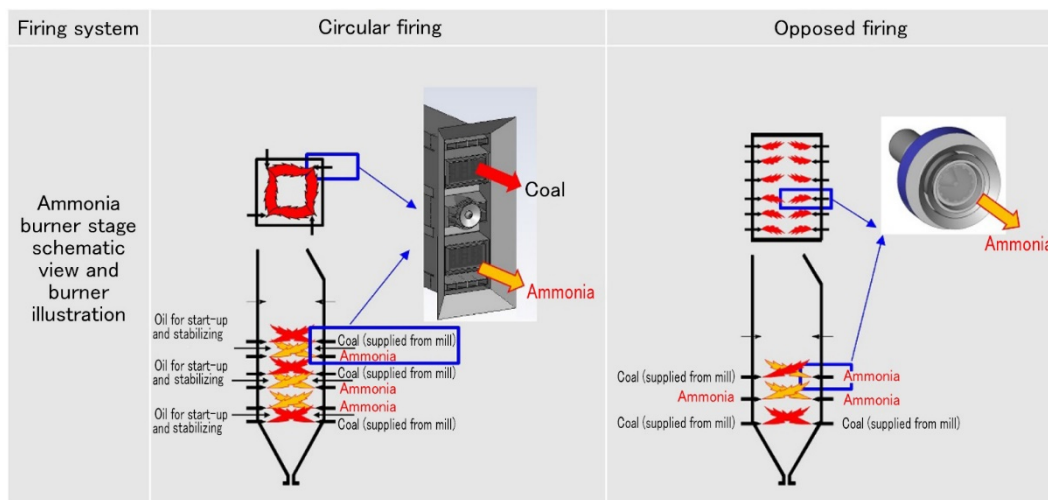 Firing system
Circular firing
Opposed firing
Ammonia
burner stage
schematic
view and
burner
illustration
Coal
Ammonia
Oil for start-up
and stabilizing
Coal (supplied from mill)
Ammonia
Oil for start-up
and stabilizing
Coal (supplied from mill)
Ammonia
Ammonia
Oil for start-up
and stabilizing
Coal (supplied from mill)
Ammonia
Coal (supplied from mill)
Ammonia
Ammonia
Ammonia
Coal (supplied from mill)
Coal (supplied from mill)